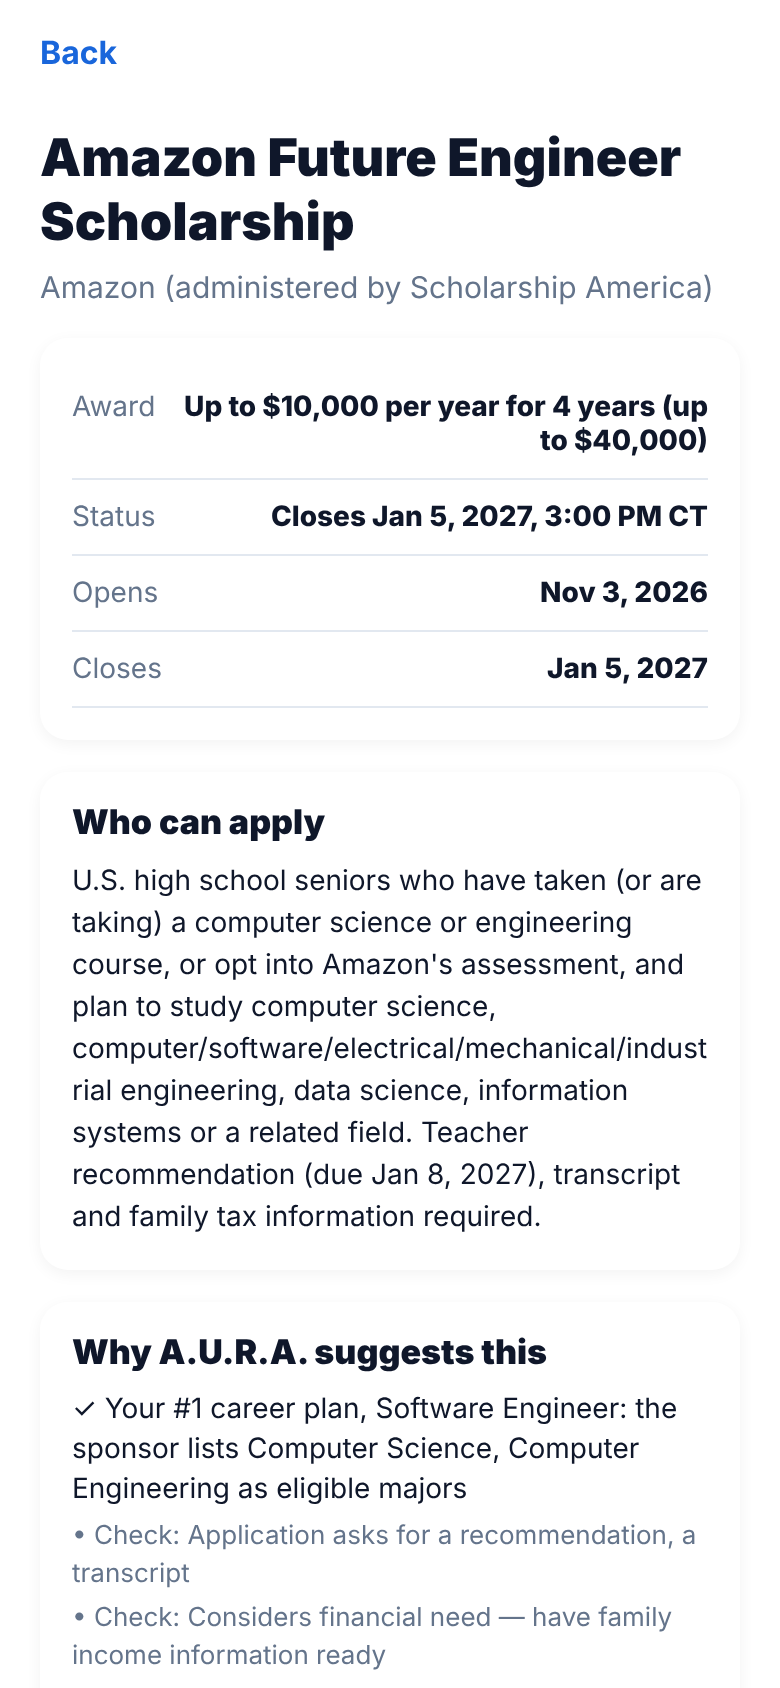 Back
Amazon Future Engineer
Scholarship
Amazon (administered by Scholarship America)
Award Up to $10,000 per year for 4 years (up
to $40,000)
Status Closes Jan 5, 2027, 3:00 PM CT
Opens Nov 3, 2026
Closes Jan 5, 2027
Who can apply
U.S. high school seniors who have taken (or are
taking) a computer science or engineering
course, or opt into Amazon's assessment, and
plan to study computer science,
computer/software/electrical/mechanical/indust
rial engineering, data science, information
systems or a related field. Teacher
recommendation (due Jan 8, 2027), transcript
and family tax information required.
Why A.U.R.A. suggests this
✓ Your #1 career plan, Software Engineer: the
sponsor lists Computer Science, Computer
Engineering as eligible majors
• Check: Application asks for a recommendation, a
transcript
• Check: Considers financial need — have family
income information ready